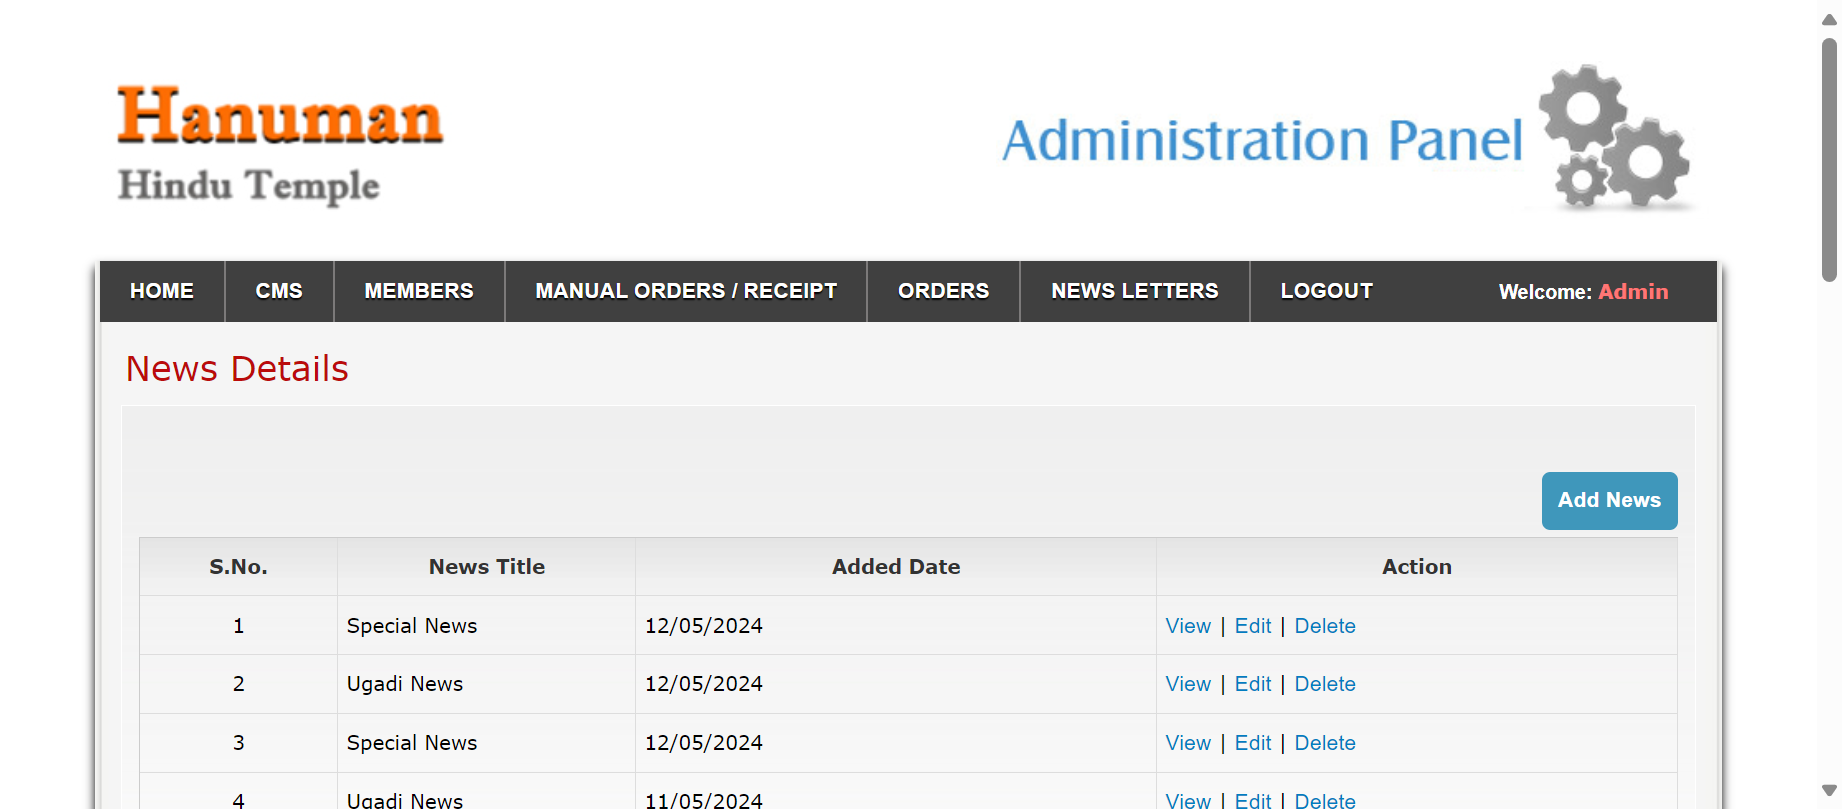 Hanuman
Hindu Temple
Administration Panel
HOME CMS MEMBERS MANUAL ORDERS / RECEIPT ORDERS NEWS LETTERS LOGOUT Welcome: Admin
News Details
Add News
S.No. News Title Added Date Action
1 Special News 12/05/2024 View | Edit | Delete
2 Ugadi News 12/05/2024 View | Edit | Delete
3 Special News 12/05/2024 View | Edit | Delete
4 Ugadi News 11/05/2024 View | Edit | Delete